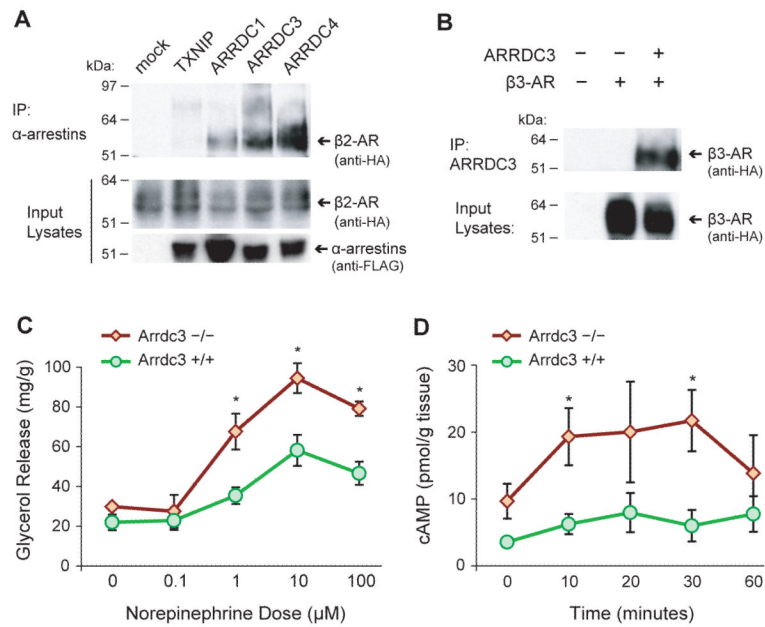 A
mock
TXNIP
ARRDC1
ARRDC3
ARRDC4
kDa:
97
64
51
IP:
α-arrestins
β2-AR
(anti-HA)
64
51
Input
Lysates
β2-AR
(anti-HA)
51
α-arrestins
(anti-FLAG)
B
ARRDC3 − − +
β3-AR − + +
kDa:
64
51
IP:
ARRDC3
β3-AR
(anti-HA)
64
51
Input
Lysates:
β3-AR
(anti-HA)
C
Arrdc3 −/−
Arrdc3 +/+
Glycerol Release (mg/g)
100
80
60
40
20
0
* * *
0 0.1 1 10 100
Norepinephrine Dose (µM)
D
Arrdc3 −/−
Arrdc3 +/+
cAMP (pmol/g tissue)
30
20
10
0
* *
0 10 20 30 60
Time (minutes)